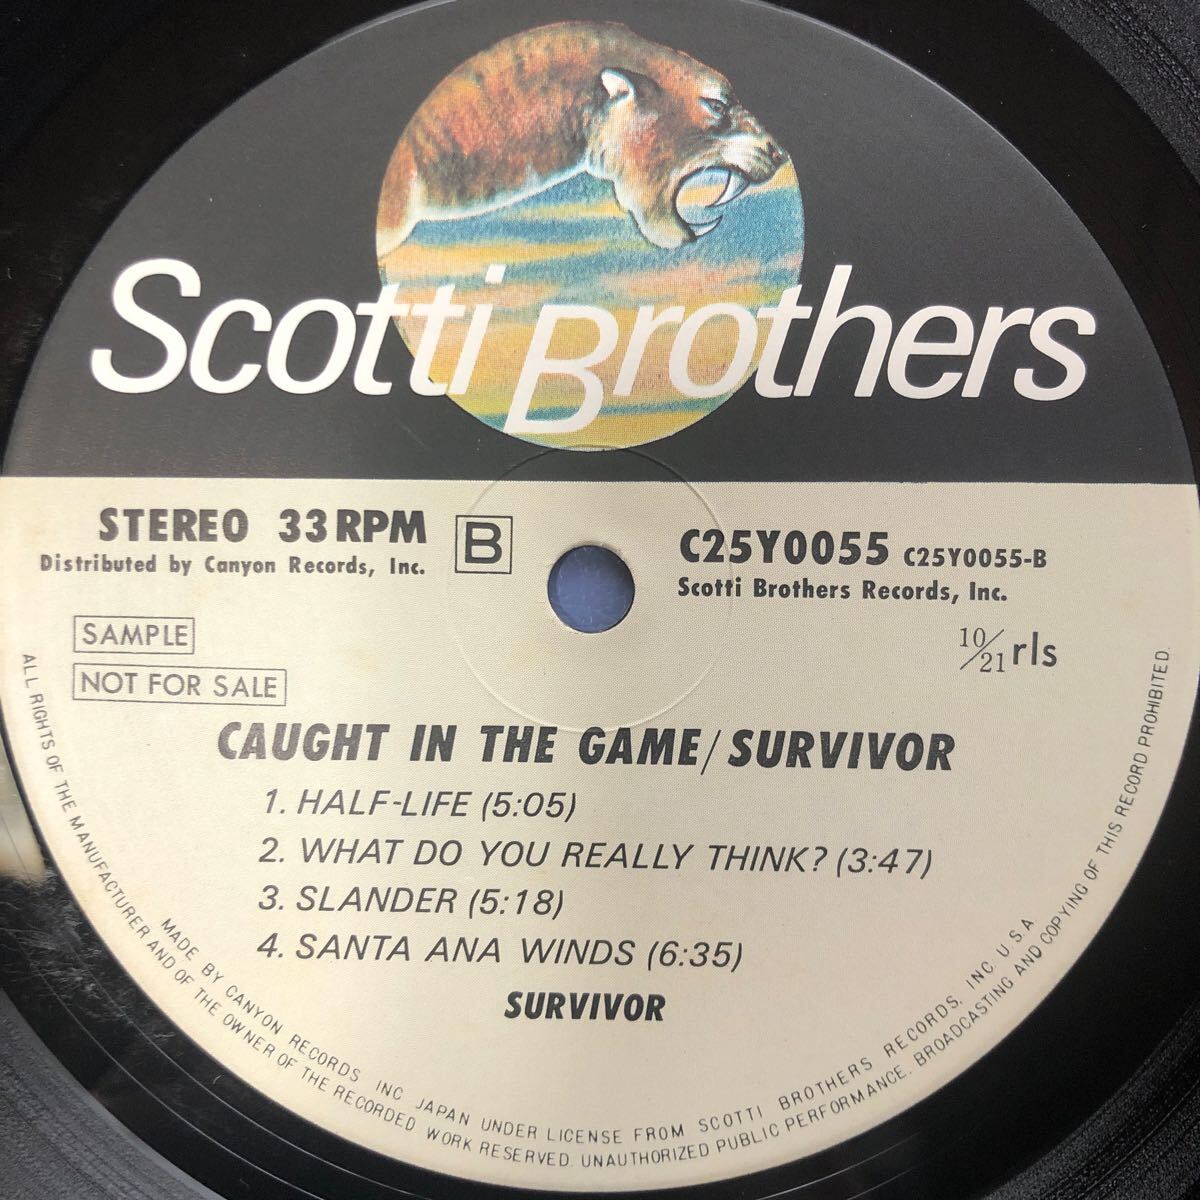 Scotti Brothers
STEREO 33 RPM
Distributed by Canyon Records, Inc.
B
C25Y0055 C25Y0055-B
Scotti Brothers Records, Inc.
SAMPLE
NOT FOR SALE
10/21 rls
CAUGHT IN THE GAME/SURVIVOR
1. HALF-LIFE (5:05)
2. WHAT DO YOU REALLY THINK? (3:47)
3. SLANDER (5:18)
4. SANTA ANA WINDS (6:35)
SURVIVOR
MADE BY CANYON RECORDS INC JAPAN UNDER LICENSE FROM SCOTTI BROTHERS RECORDS, INC. U.S.A
ALL RIGHTS OF THE MANUFACTURER AND OF THE OWNER OF THE RECORDED WORK RESERVED. UNAUTHORIZED PUBLIC PERFORMANCE. BROADCASTING AND COPYING OF THIS RECORD PROHIBITED.